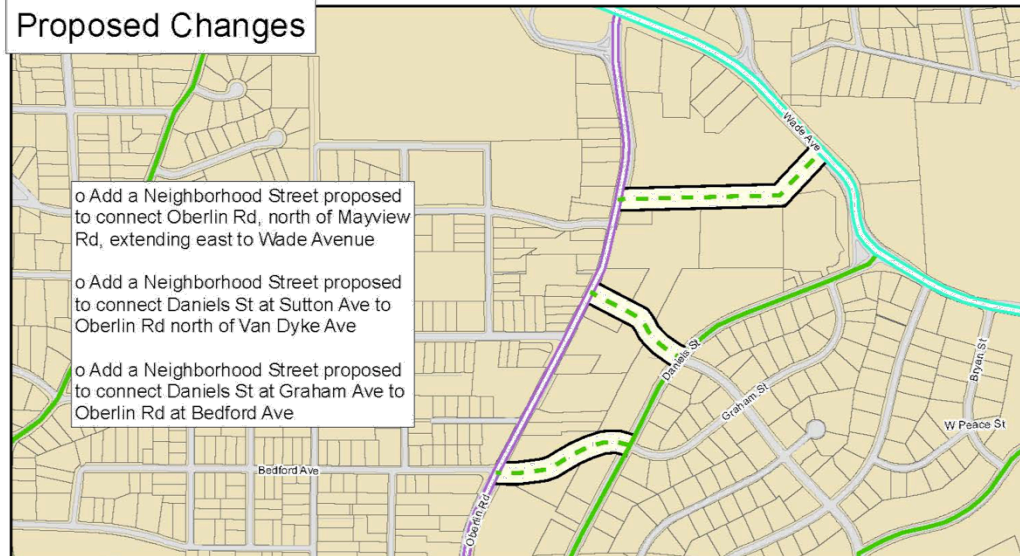 Proposed Changes
o Add a Neighborhood Street proposed
to connect Oberlin Rd, north of Mayview
Rd, extending east to Wade Avenue
o Add a Neighborhood Street proposed
to connect Daniels St at Sutton Ave to
Oberlin Rd north of Van Dyke Ave
o Add a Neighborhood Street proposed
to connect Daniels St at Graham Ave to
Oberlin Rd at Bedford Ave
Wade Ave
Daniels St
Graham St
Bryan St
W Peace St
Bedford Ave
Oberlin Rd